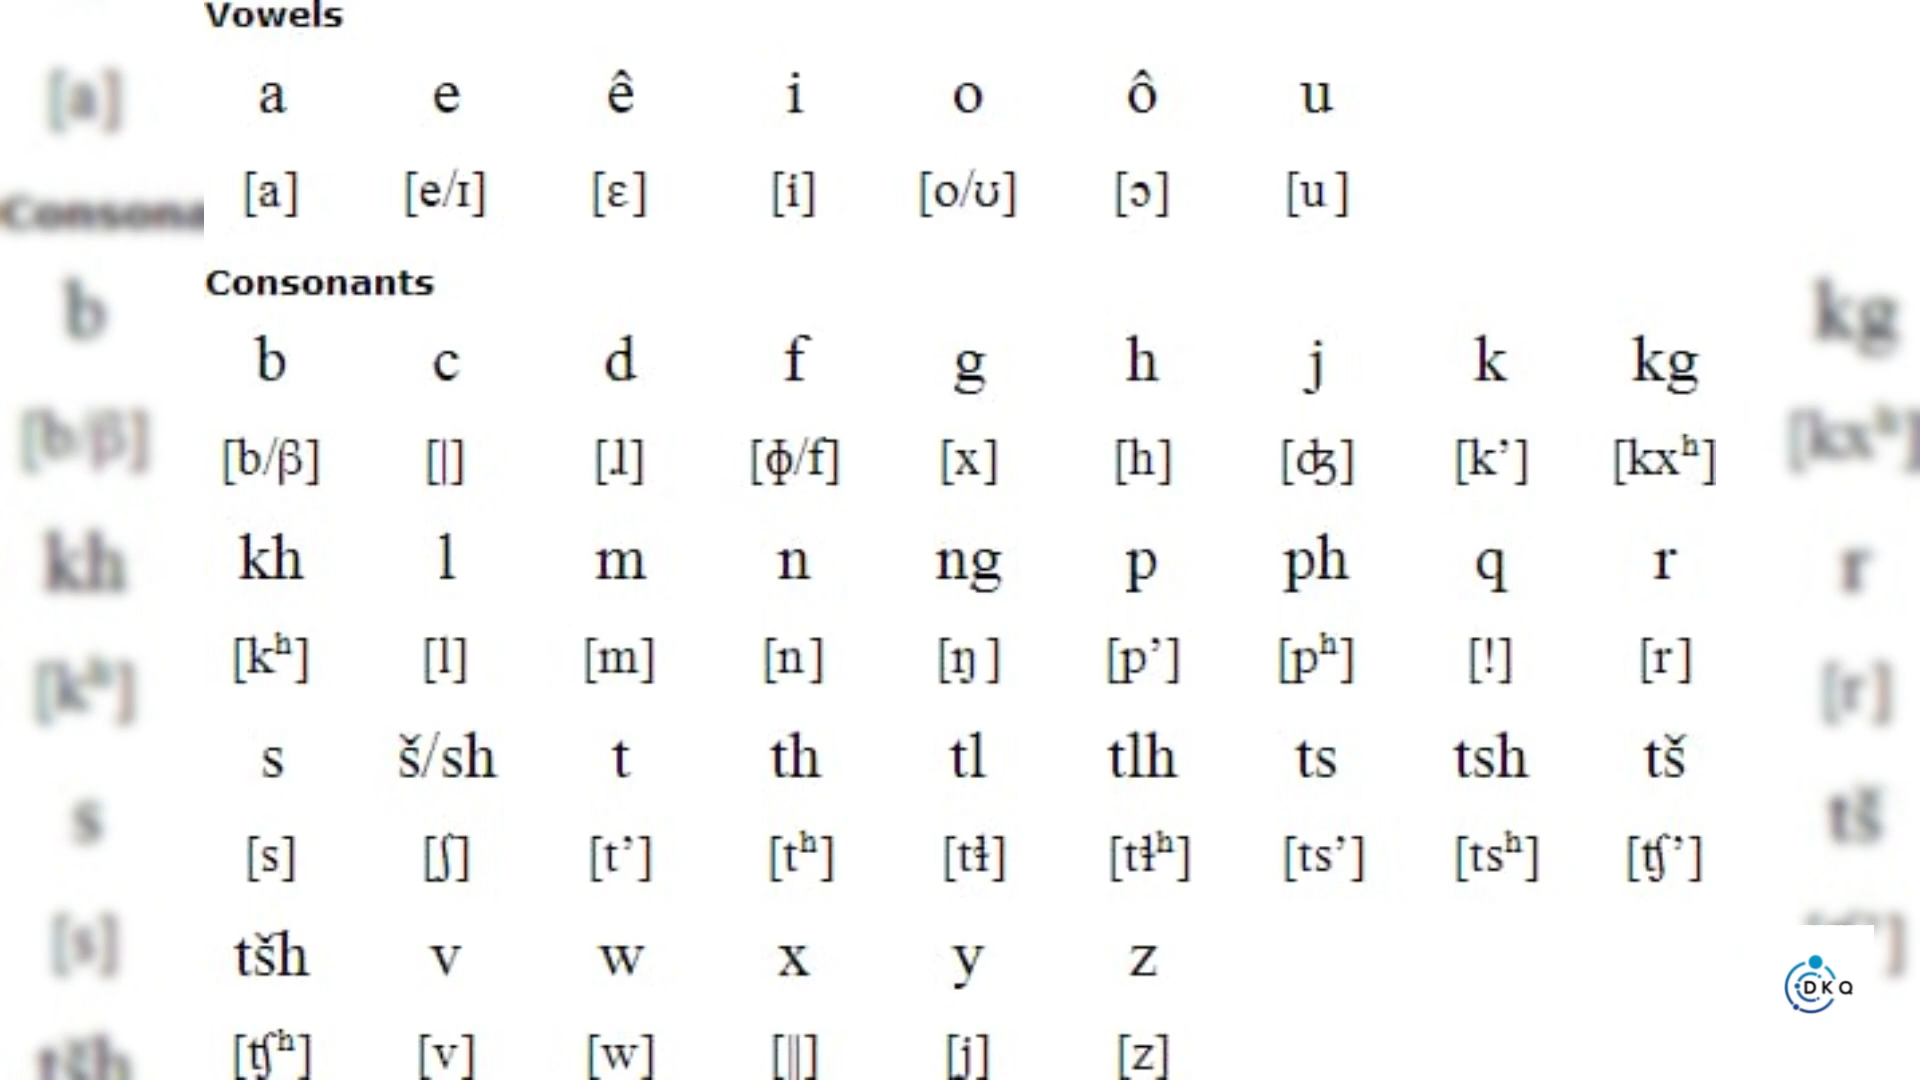 Vowels
a e ê i o ô u
[a] [e/ɪ] [ɛ] [i] [o/ʊ] [ɔ] [u]
Consonants
b c d f g h j k kg
[b/β] [ǀ] [ɺ] [ɸ/f] [x] [h] [ʤ] [k’] [kxʰ]
kh l m n ng p ph q r
[kʰ] [l] [m] [n] [ŋ] [p’] [pʰ] [!] [r]
s š/sh t th tl tlh ts tsh tš
[s] [ʃ] [t’] [tʰ] [tɬ] [tɬʰ] [ts’] [tsʰ] [ʧ’]
tšh v w x y z
[ʧʰ] [v] [w] [ǁ] [j] [z]
DKQ